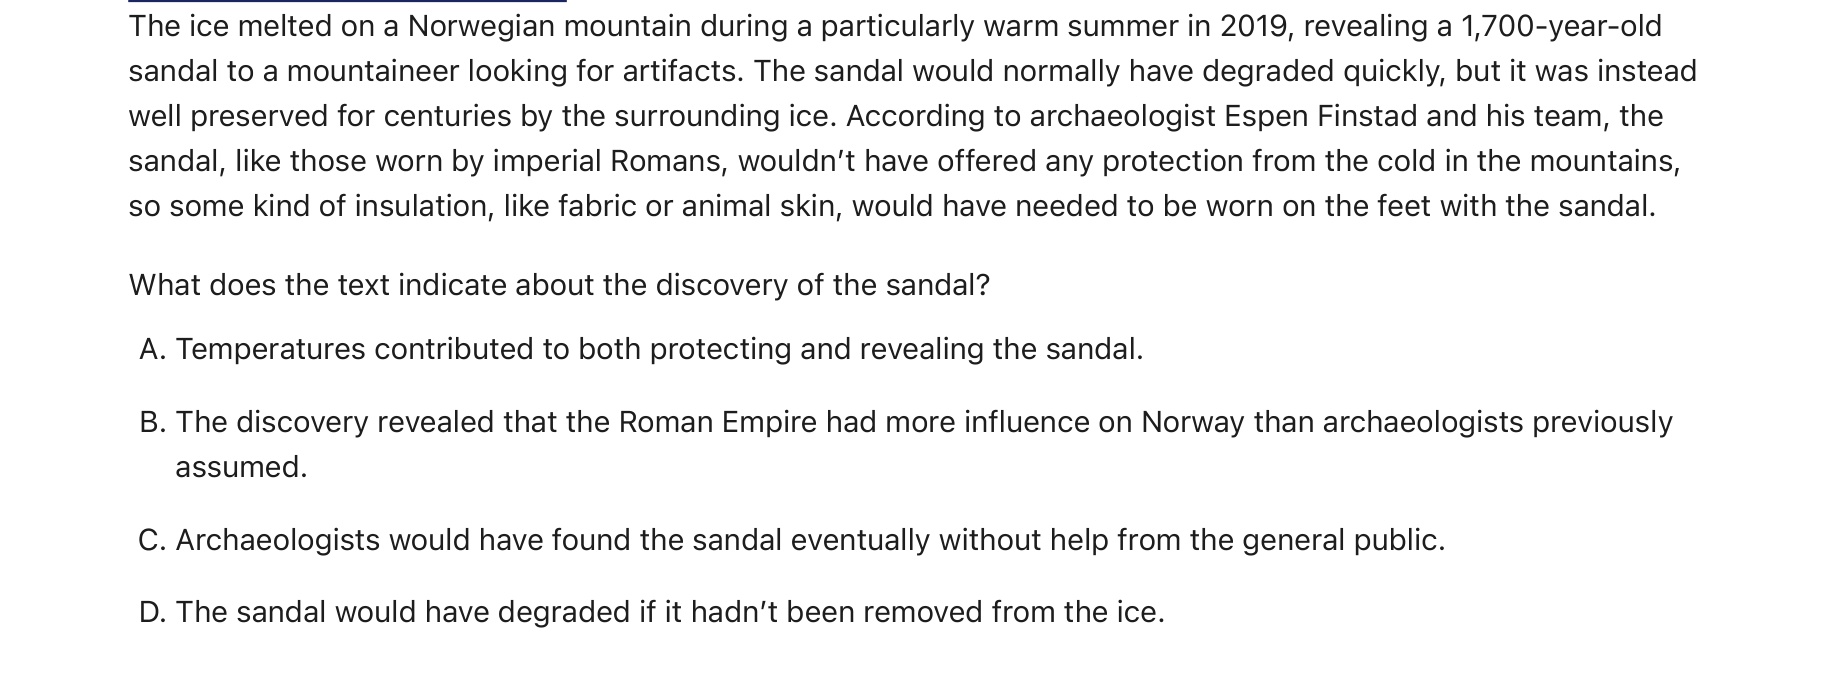 The ice melted on a Norwegian mountain during a particularly warm summer in 2019, revealing a 1,700-year-old
sandal to a mountaineer looking for artifacts. The sandal would normally have degraded quickly, but it was instead
well preserved for centuries by the surrounding ice. According to archaeologist Espen Finstad and his team, the
sandal, like those worn by imperial Romans, wouldn’t have offered any protection from the cold in the mountains,
so some kind of insulation, like fabric or animal skin, would have needed to be worn on the feet with the sandal.
What does the text indicate about the discovery of the sandal?
A. Temperatures contributed to both protecting and revealing the sandal.
B. The discovery revealed that the Roman Empire had more influence on Norway than archaeologists previously
assumed.
C. Archaeologists would have found the sandal eventually without help from the general public.
D. The sandal would have degraded if it hadn’t been removed from the ice.